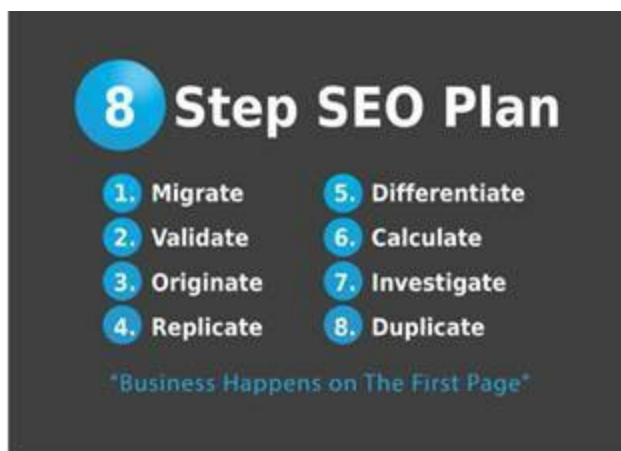 8 Step SEO Plan
1. Migrate
2. Validate
3. Originate
4. Replicate
5. Differentiate
6. Calculate
7. Investigate
8. Duplicate
"Business Happens on The First Page"